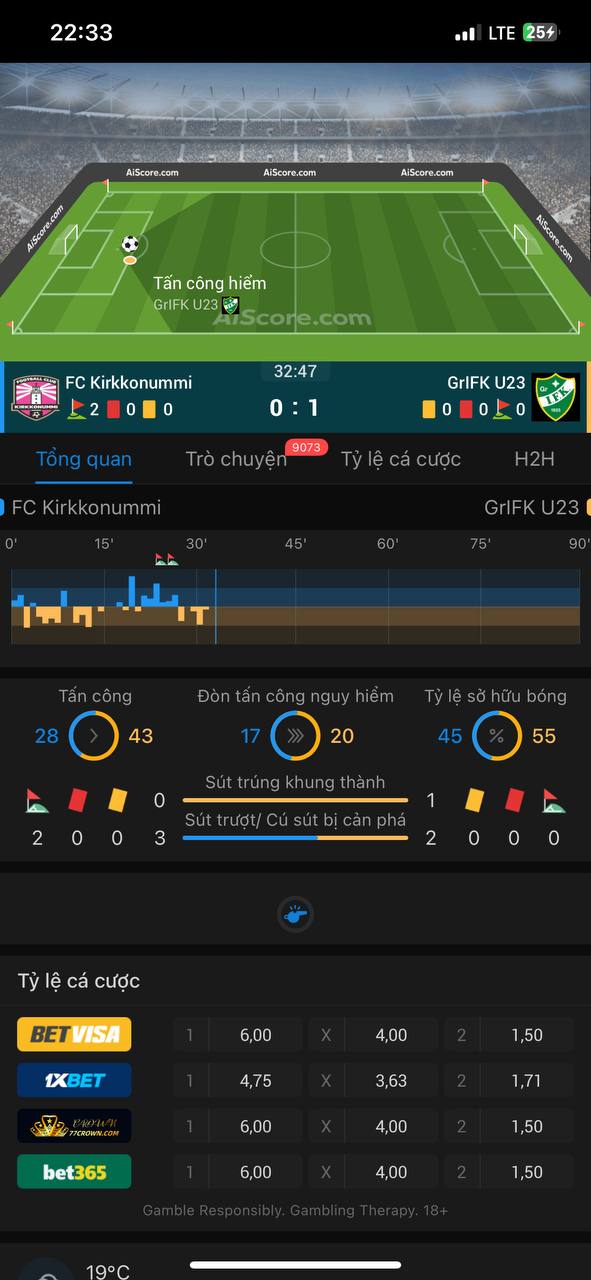 22:33 LTE 25
AiScore.com AiScore.com AiScore.com
AiScore.com AiScore.com
Tấn công hiểm
GrIFK U23
AiScore.com
32:47
FC Kirkkonummi GrIFK U23
2 0 0 0 : 1 0 0 0
Tổng quan Trò chuyện 9073 Tỷ lệ cá cược H2H
FC Kirkkonummi GrIFK U23
0' 15' 30' 45' 60' 75' 90'
Tấn công Đòn tấn công nguy hiểm Tỷ lệ sở hữu bóng
28 43 17 20 45 % 55
Sút trúng khung thành
0 1
Sút trượt/ Cú sút bị cản phá
2 0 0 3 2 0 0 0
Tỷ lệ cá cược
BETVISA 1 6,00 X 4,00 2 1,50
1XBET 1 4,75 X 3,63 2 1,71
CROWN 77CROWN.COM 1 6,00 X 4,00 2 1,50
bet365 1 6,00 X 4,00 2 1,50
Gamble Responsibly. Gambling Therapy. 18+
19°C